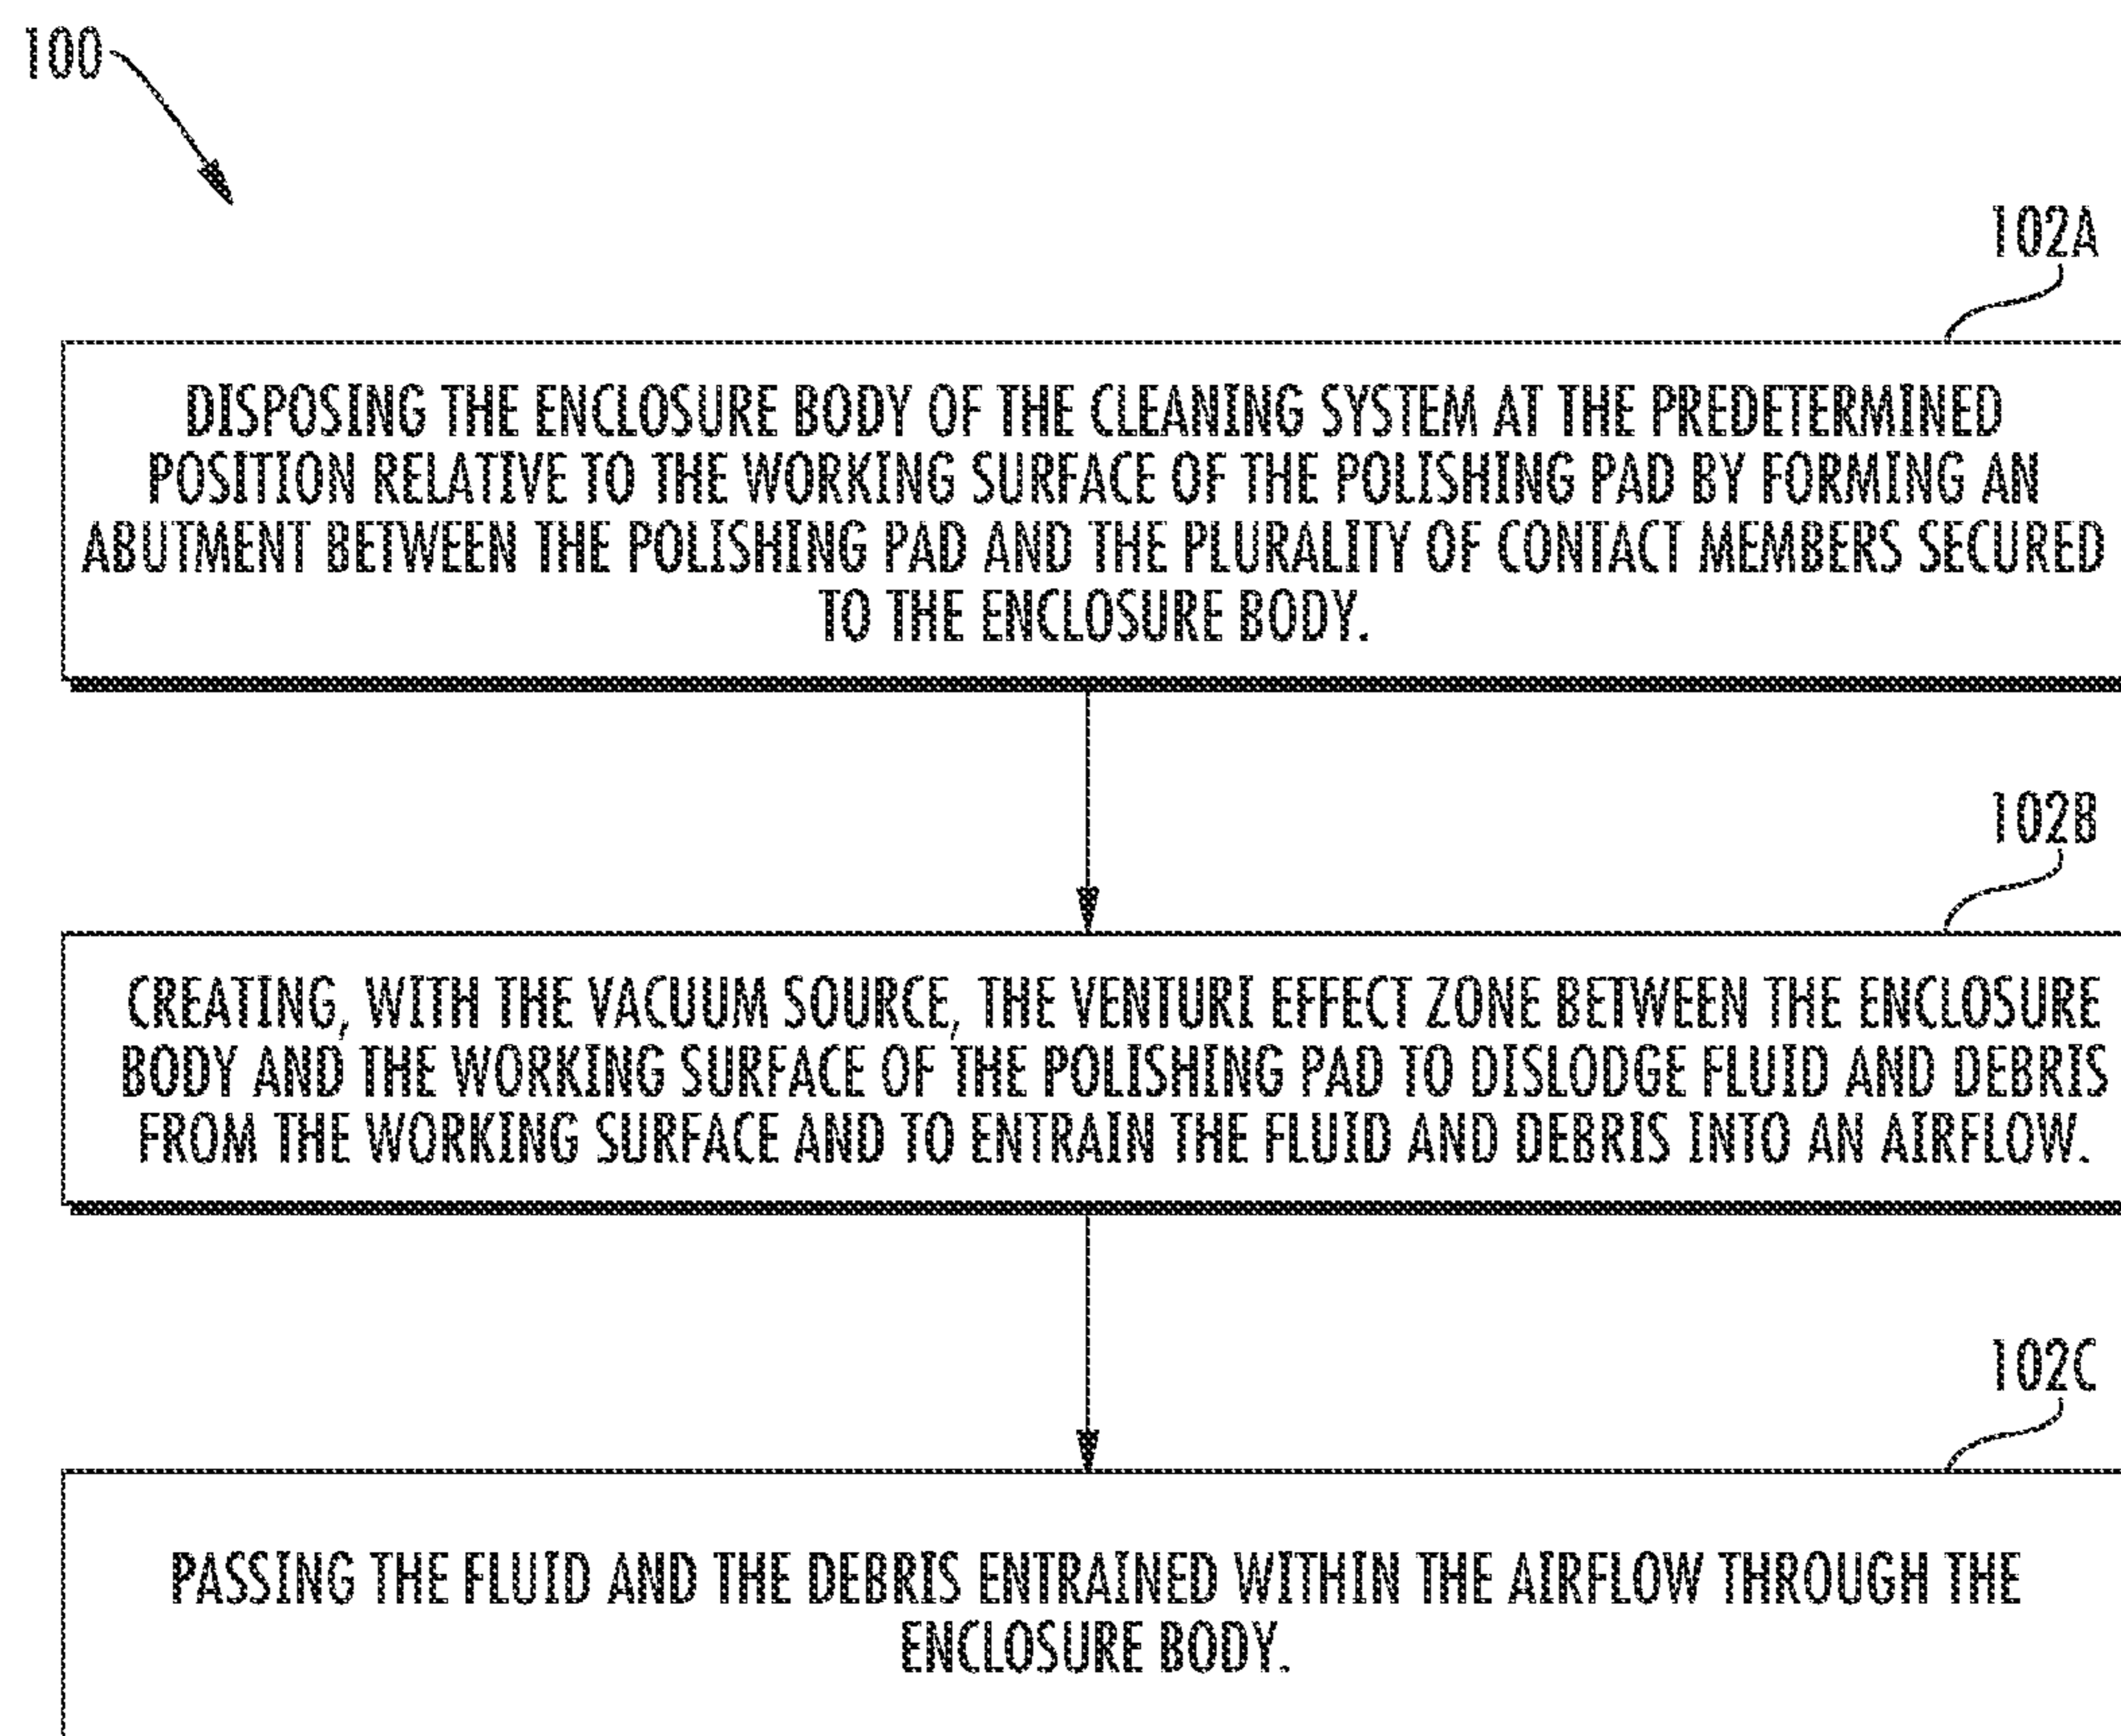 100
102A
DISPOSING THE ENCLOSURE BODY OF THE CLEANING SYSTEM AT THE PREDETERMINED
POSITION RELATIVE TO THE WORKING SURFACE OF THE POLISHING PAD BY FORMING AN
ABUTMENT BETWEEN THE POLISHING PAD AND THE PLURALITY OF CONTACT MEMBERS SECURED
TO THE ENCLOSURE BODY.
102B
CREATING, WITH THE VACUUM SOURCE, THE VENTURI EFFECT ZONE BETWEEN THE ENCLOSURE
BODY AND THE WORKING SURFACE OF THE POLISHING PAD TO DISLODGE FLUID AND DEBRIS
FROM THE WORKING SURFACE AND TO ENTRAIN THE FLUID AND DEBRIS INTO AN AIRFLOW.
102C
PASSING THE FLUID AND THE DEBRIS ENTRAINED WITHIN THE AIRFLOW THROUGH THE
ENCLOSURE BODY.